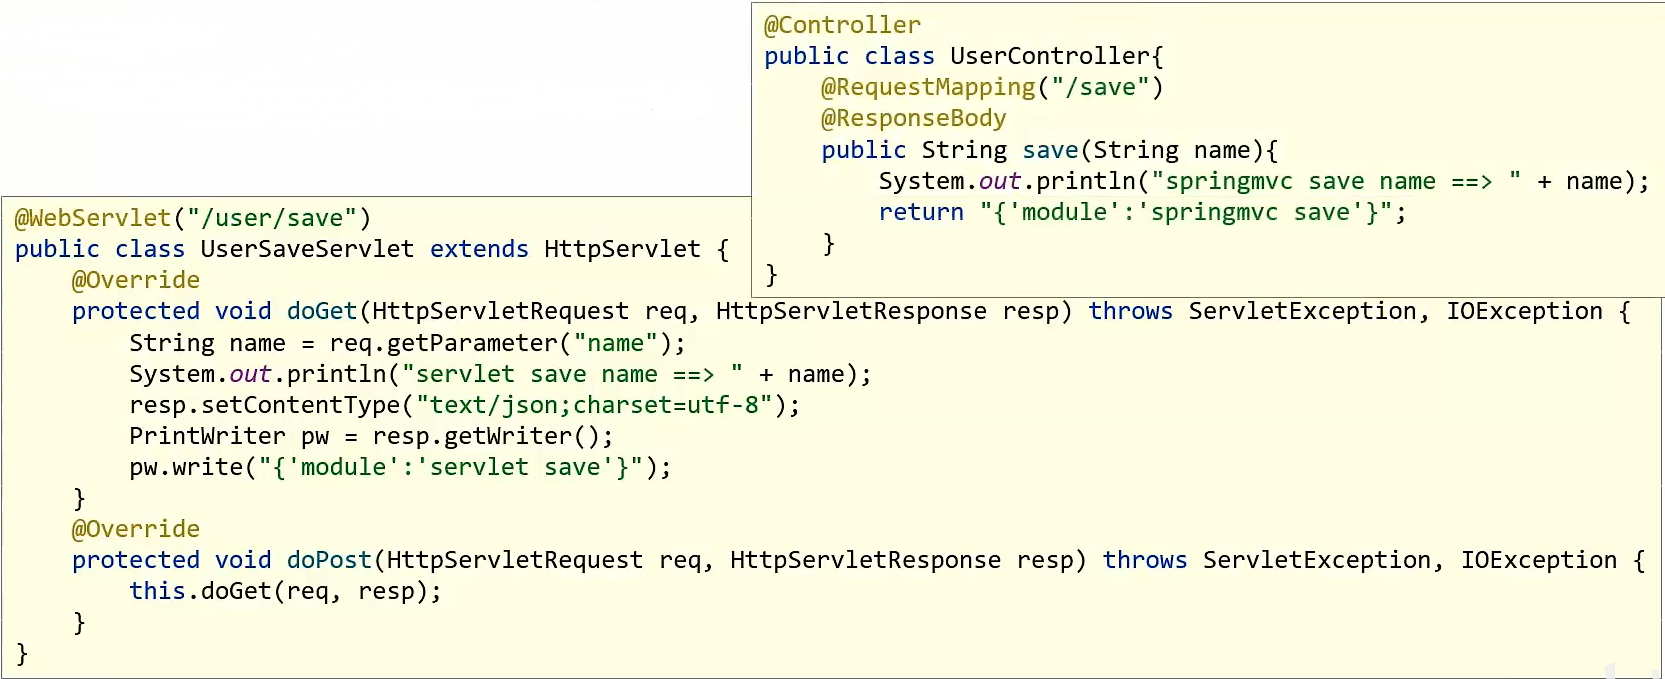 @Controller
public class UserController{
    @RequestMapping("/save")
    @ResponseBody
    public String save(String name){
        System.out.println("springmvc save name ==> " + name);
        return "{'module':'springmvc save'}";
    }
}
@WebServlet("/user/save")
public class UserSaveServlet extends HttpServlet {
    @Override
    protected void doGet(HttpServletRequest req, HttpServletResponse resp) throws ServletException, IOException {
        String name = req.getParameter("name");
        System.out.println("servlet save name ==> " + name);
        resp.setContentType("text/json;charset=utf-8");
        PrintWriter pw = resp.getWriter();
        pw.write("{'module':'servlet save'}");
    }
    @Override
    protected void doPost(HttpServletRequest req, HttpServletResponse resp) throws ServletException, IOException {
        this.doGet(req, resp);
    }
}